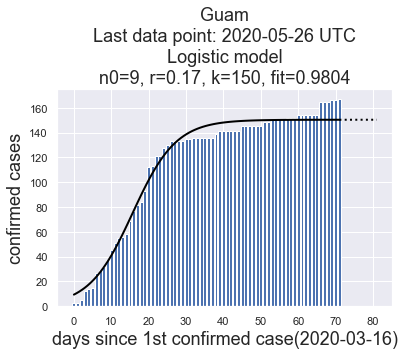 Guam
Last data point: 2020-05-26 UTC
Logistic model
n0=9, r=0.17, k=150, fit=0.9804
160
140
120
100
80
60
40
20
0
confirmed cases
0 10 20 30 40 50 60 70 80
days since 1st confirmed case(2020-03-16)